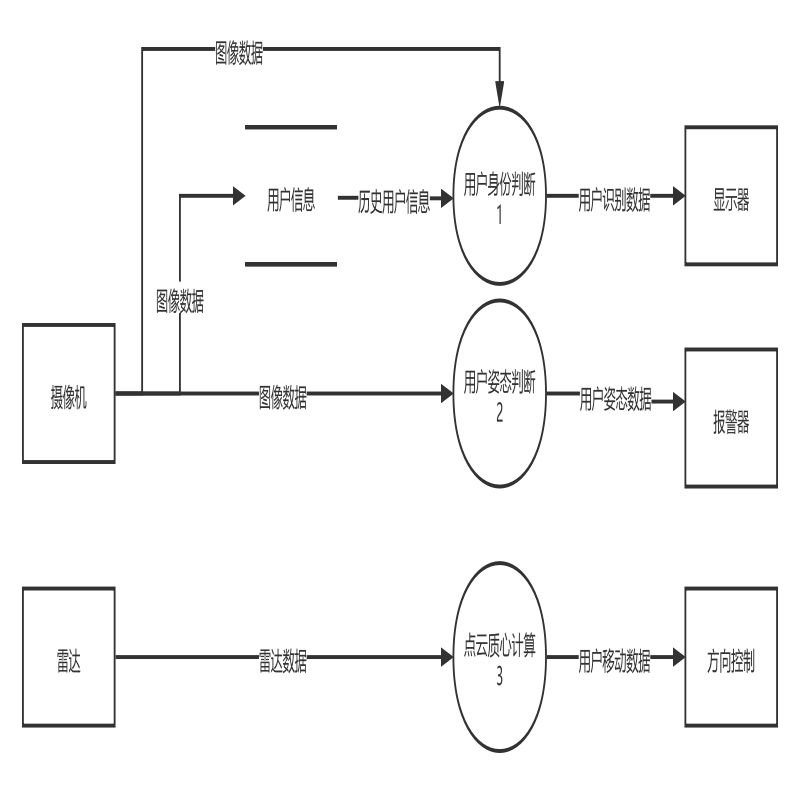 图像数据
用户信息
历史用户信息
用户身份判断
1
用户识别数据
显示器
图像数据
摄像机
图像数据
用户姿态判断
2
用户姿态数据
报警器
雷达
雷达数据
点云质心计算
3
用户移动数据
方向控制